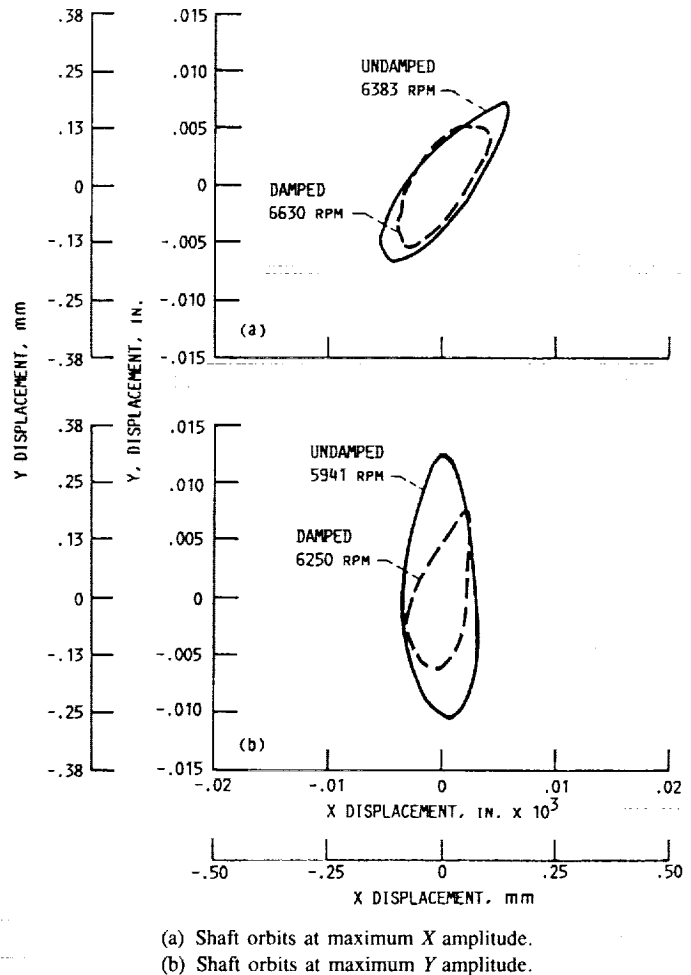 .38
.25
.13
0
-.13
-.25
-.38
Y DISPLACEMENT, mm
.015
.010
.005
0
-.005
-.010
-.015
Y, DISPLACEMENT, IN.
UNDAMPED
6383 RPM
DAMPED
6630 RPM
(a)
.38
.25
.13
0
-.13
-.25
-.38
.015
.010
.005
0
-.005
-.010
-.015
UNDAMPED
5941 RPM
DAMPED
6250 RPM
(b)
-.02 -.01 0 .01 .02
X DISPLACEMENT, IN. x 10³
-.50 -.25 0 .25 .50
X DISPLACEMENT, mm
(a) Shaft orbits at maximum X amplitude.
(b) Shaft orbits at maximum Y amplitude.